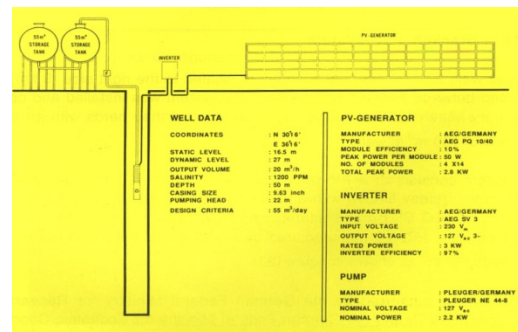 55 m³
STORAGE
TANK
55 m³
STORAGE
TANK
INVERTER
PV-GENERATOR
WELL DATA
COORDINATES : N 30°16'
E 36°16'
STATIC LEVEL : 16.5 m
DYNAMIC LEVEL : 27 m
OUTPUT VOLUME : 20 m³/h
SALINITY : 1200 PPM
DEPTH : 50 m
CASING SIZE : 9.63 inch
PUMPING HEAD : 22 m
DESIGN CRITERIA : 55 m³/day
PV-GENERATOR
MANUFACTURER : AEG/GERMANY
TYPE : AEG PQ 10/40
MODULE EFFICIENCY : 10%
PEAK POWER PER MODULE : 50 W
NO. OF MODULES : 4 X14
TOTAL PEAK POWER : 2.8 KW
INVERTER
MANUFACTURER : AEG/GERMANY
TYPE : AEG SV 3
INPUT VOLTAGE : 230 V
OUTPUT VOLTAGE : 127 Vac 3~
RATED POWER : 3 KW
INVERTER EFFICIENCY : 97%
PUMP
MANUFACTURER : PLEUGER/GERMANY
TYPE : PLEUGER NE 44-8
NOMINAL VOLTAGE : 127 Vac
NOMINAL POWER : 2.2 KW